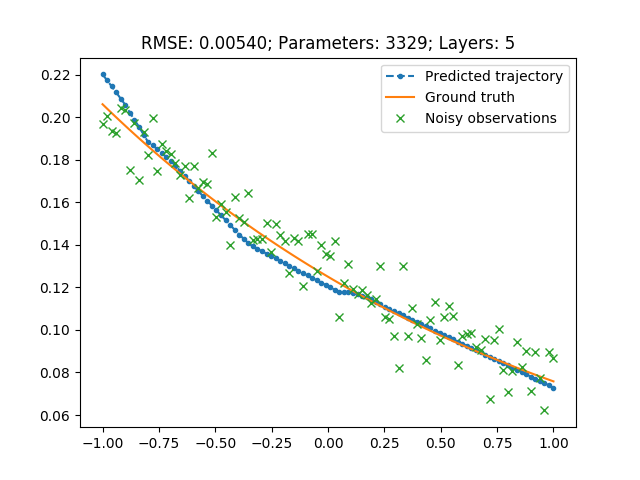 RMSE: 0.00540; Parameters: 3329; Layers: 5
Predicted trajectory
Ground truth
Noisy observations
0.22
0.20
0.18
0.16
0.14
0.12
0.10
0.08
0.06
−1.00 −0.75 −0.50 −0.25 0.00 0.25 0.50 0.75 1.00